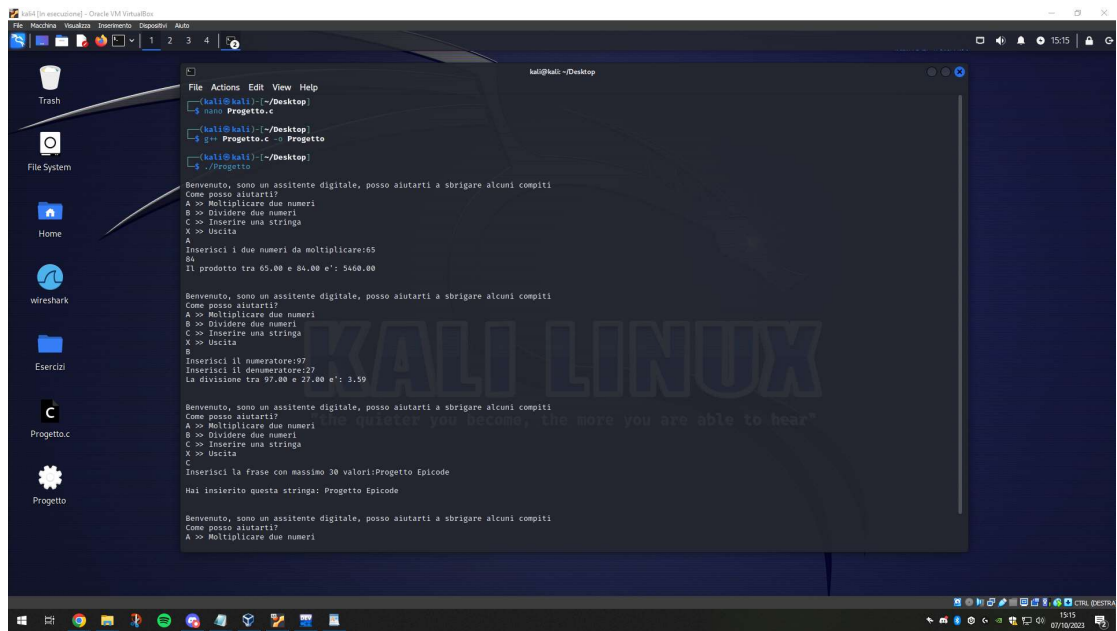 kali4 [In esecuzione] - Oracle VM VirtualBox
File Macchina Visualizza Inserimento Dispositivi Aiuto
1 2 3 4
15:15
kali@kali: ~/Desktop
File Actions Edit View Help
(kali㉿kali)-[~/Desktop]
$ nano Progetto.c
(kali㉿kali)-[~/Desktop]
$ g++ Progetto.c -o Progetto
(kali㉿kali)-[~/Desktop]
$ ./Progetto
Benvenuto, sono un assitente digitale, posso aiutarti a sbrigare alcuni compiti
Come posso aiutarti?
A >> Moltiplicare due numeri
B >> Dividere due numeri
C >> Inserire una stringa
X >> Uscita
A
Inserisci i due numeri da moltiplicare:65
84
Il prodotto tra 65.00 e 84.00 e': 5460.00
Benvenuto, sono un assitente digitale, posso aiutarti a sbrigare alcuni compiti
Come posso aiutarti?
A >> Moltiplicare due numeri
B >> Dividere due numeri
C >> Inserire una stringa
X >> Uscita
B
Inserisci il numeratore:97
Inserisci il denumeratore:27
La divisione tra 97.00 e 27.00 e': 3.59
Benvenuto, sono un assitente digitale, posso aiutarti a sbrigare alcuni compiti
Come posso aiutarti?
A >> Moltiplicare due numeri
B >> Dividere due numeri
C >> Inserire una stringa
X >> Uscita
C
Inserisci la frase con massimo 30 valori:Progetto Epicode
Hai insierito questa stringa: Progetto Epicode
Benvenuto, sono un assitente digitale, posso aiutarti a sbrigare alcuni compiti
Come posso aiutarti?
A >> Moltiplicare due numeri
KALI LINUX
"the quieter you become, the more you are able to hear"
Trash
File System
Home
wireshark
Esercizi
Progetto.c
Progetto
CTRL (DESTRA
15:15
07/10/2023